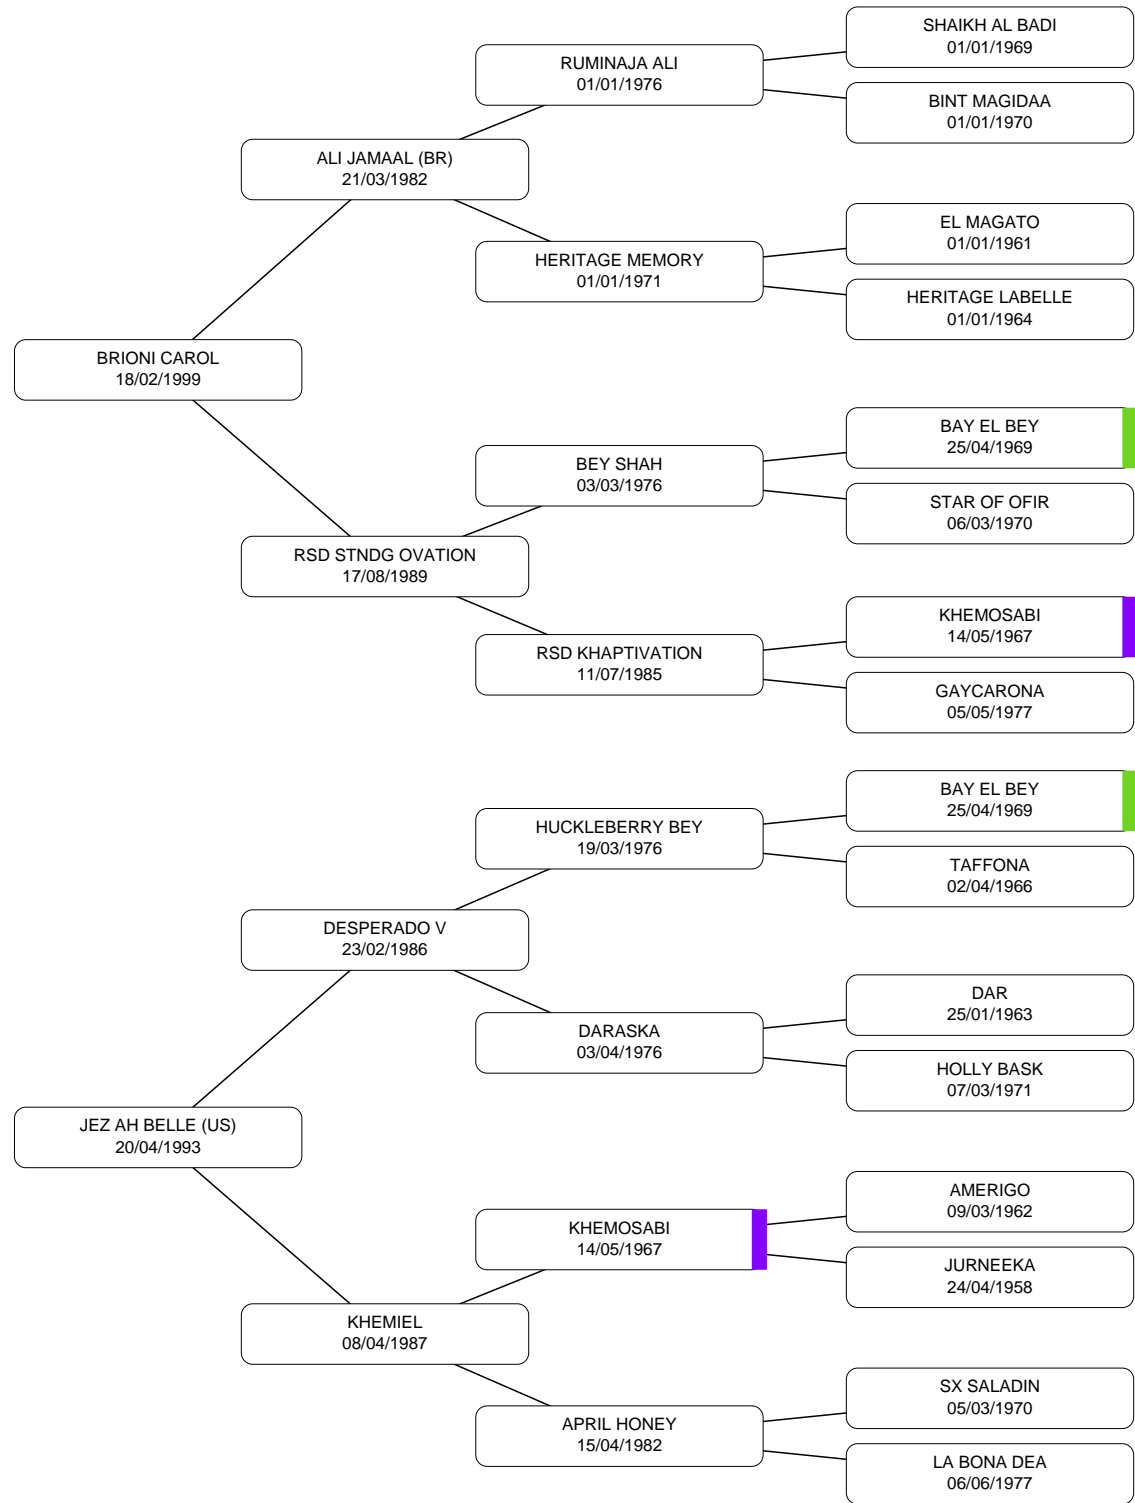 SHAIKH AL BADI
01/01/1969
RUMINAJA ALI
01/01/1976
BINT MAGIDAA
01/01/1970
ALI JAMAAL (BR)
21/03/1982
EL MAGATO
01/01/1961
HERITAGE MEMORY
01/01/1971
HERITAGE LABELLE
01/01/1964
BRIONI CAROL
18/02/1999
BAY EL BEY
25/04/1969
BEY SHAH
03/03/1976
STAR OF OFIR
06/03/1970
RSD STNDG OVATION
17/08/1989
KHEMOSABI
14/05/1967
RSD KHAPTIVATION
11/07/1985
GAYCARONA
05/05/1977
BAY EL BEY
25/04/1969
HUCKLEBERRY BEY
19/03/1976
TAFFONA
02/04/1966
DESPERADO V
23/02/1986
DAR
25/01/1963
DARASKA
03/04/1976
HOLLY BASK
07/03/1971
JEZ AH BELLE (US)
20/04/1993
AMERIGO
09/03/1962
KHEMOSABI
14/05/1967
JURNEEKA
24/04/1958
KHEMIEL
08/04/1987
SX SALADIN
05/03/1970
APRIL HONEY
15/04/1982
LA BONA DEA
06/06/1977